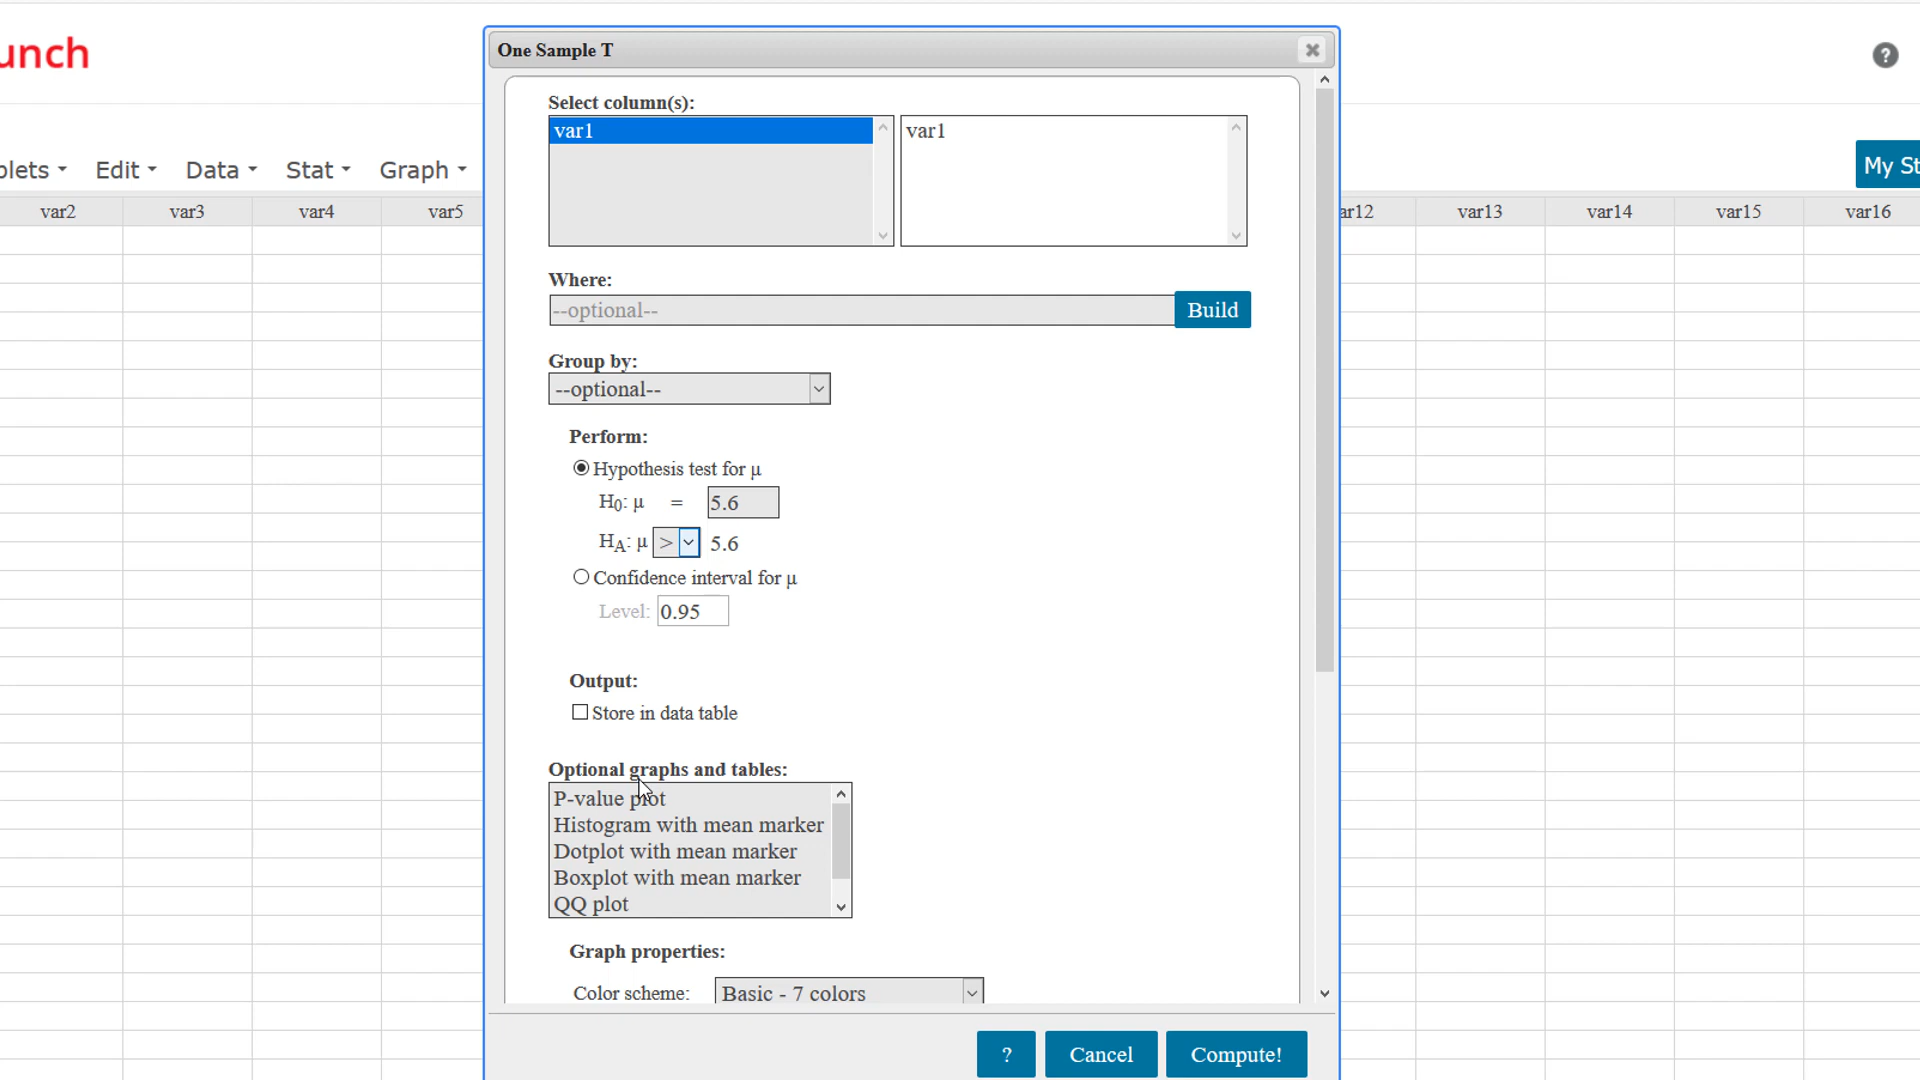 unch
One Sample T
Select column(s):
var1
var1
plets Edit Data Stat Graph
My St
var2 var3 var4 var5 ar12 var13 var14 var15 var16
Where:
--optional-- Build
Group by:
--optional--
Perform:
Hypothesis test for μ
H0: μ = 5.6
HA: μ > 5.6
Confidence interval for μ
Level: 0.95
Output:
Store in data table
Optional graphs and tables:
P-value plot
Histogram with mean marker
Dotplot with mean marker
Boxplot with mean marker
QQ plot
Graph properties:
Color scheme: Basic - 7 colors
? Cancel Compute!